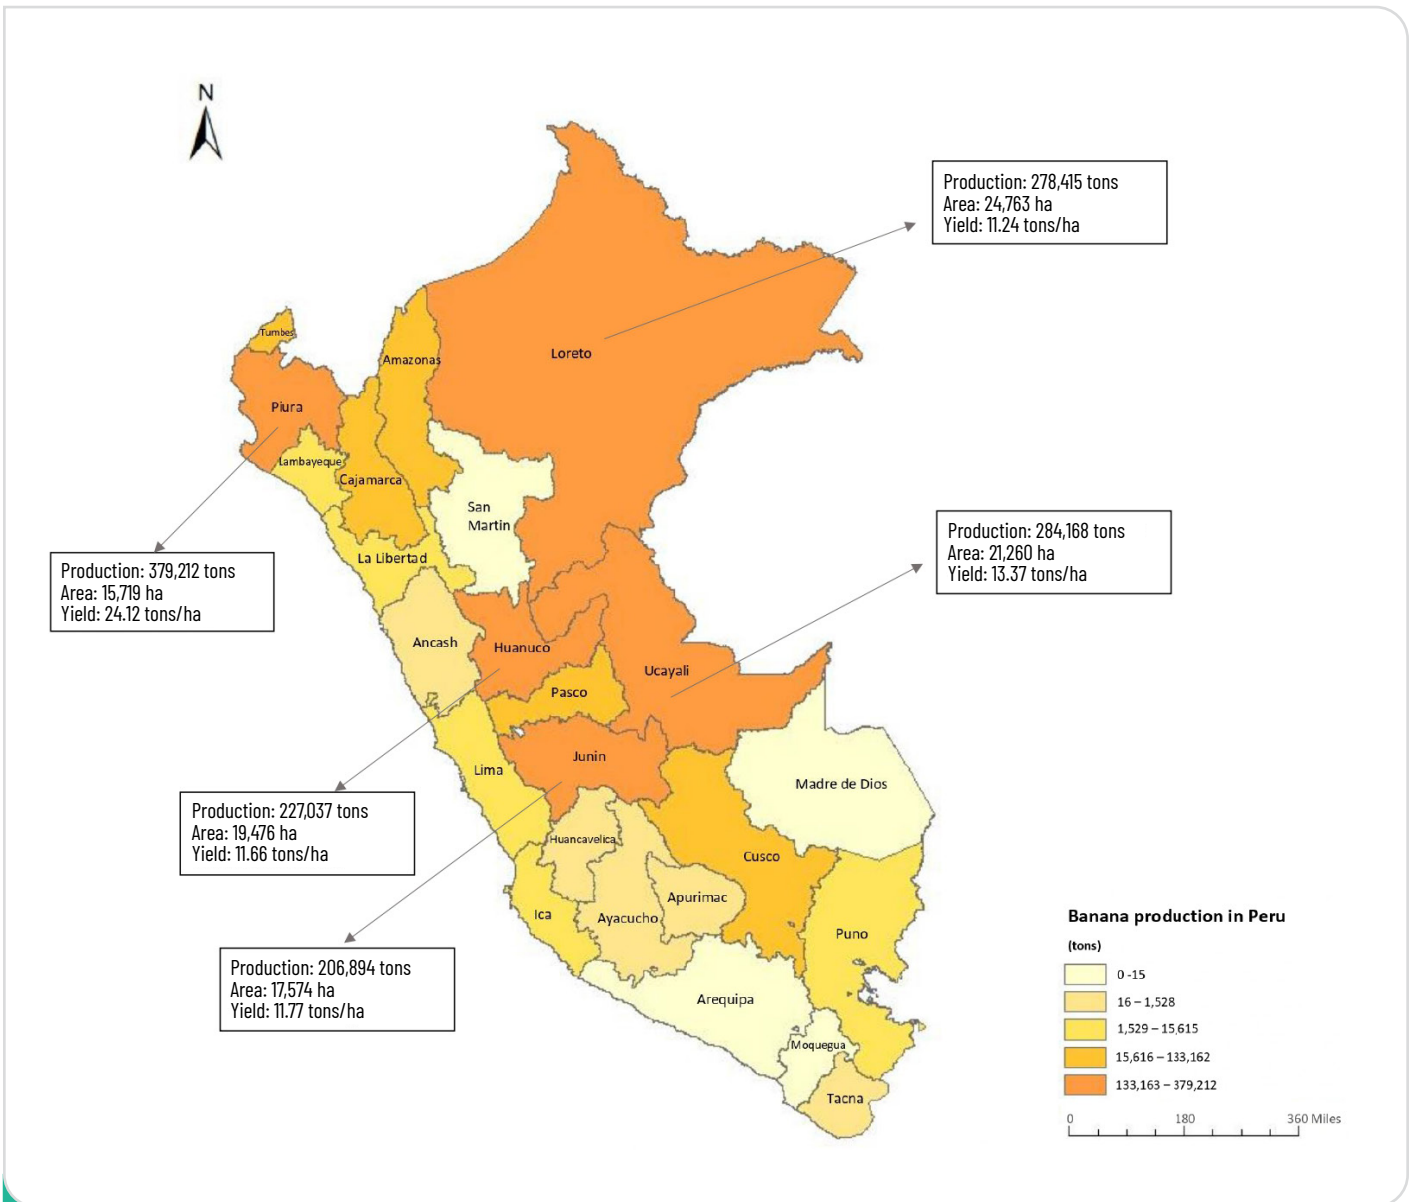 N
Production: 278,415 tons
Area: 24,763 ha
Yield: 11.24 tons/ha
Tumbes
Amazonas
Loreto
Piura
Lambayeque
Cajamarca
San
Martin
Production: 284,168 tons
Area: 21,260 ha
Yield: 13.37 tons/ha
La Libertad
Production: 379,212 tons
Area: 15,719 ha
Yield: 24.12 tons/ha
Ancash
Huanuco
Ucayali
Pasco
Junin
Lima
Madre de Dios
Production: 227,037 tons
Area: 19,476 ha
Yield: 11.66 tons/ha
Huancavelica
Cusco
Apurimac
Ica
Ayacucho
Puno
Production: 206,894 tons
Area: 17,574 ha
Yield: 11.77 tons/ha
Arequipa
Moquegua
Tacna
Banana production in Peru
(tons)
0 -15
16 – 1,528
1,529 – 15,615
15,616 – 133,162
133,163 – 379,212
0 180 360 Miles